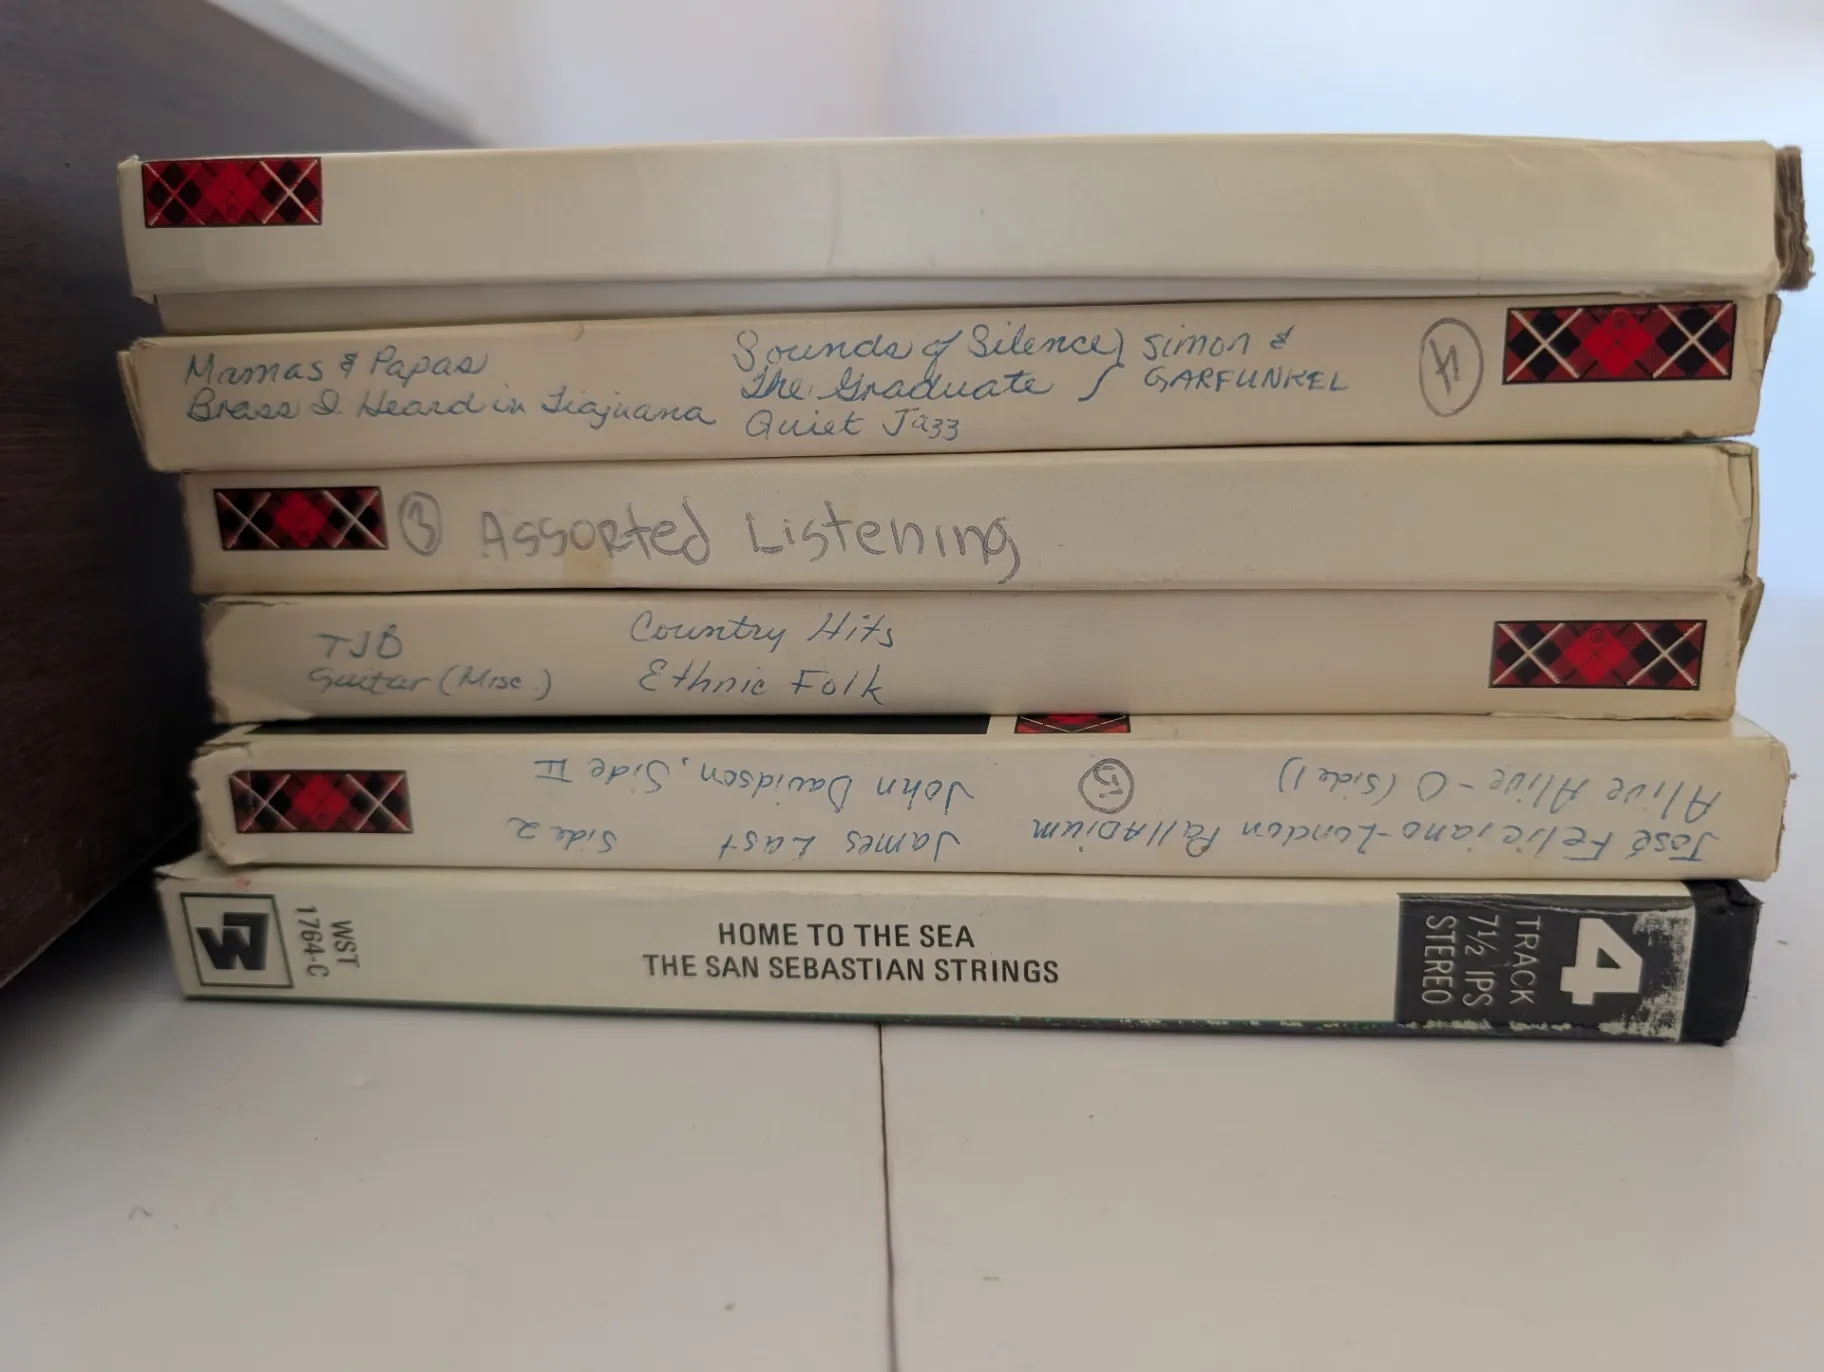 Mamas & Papas
Brass I Heard in Tiajuana
Sounds of Silence } Simon &
The Graduate } GARFUNKEL
Quiet Jazz
4
3 Assorted Listening
TJB
Guitar (Misc.)
Country Hits
Ethnic Folk
José Feliciano-London Palladium
Alive Alive-O (Side 1)
5
James Last Side 2
John Davidson, Side II
W7
WST
1764-C
HOME TO THE SEA
THE SAN SEBASTIAN STRINGS
4
TRACK
7½ IPS
STEREO